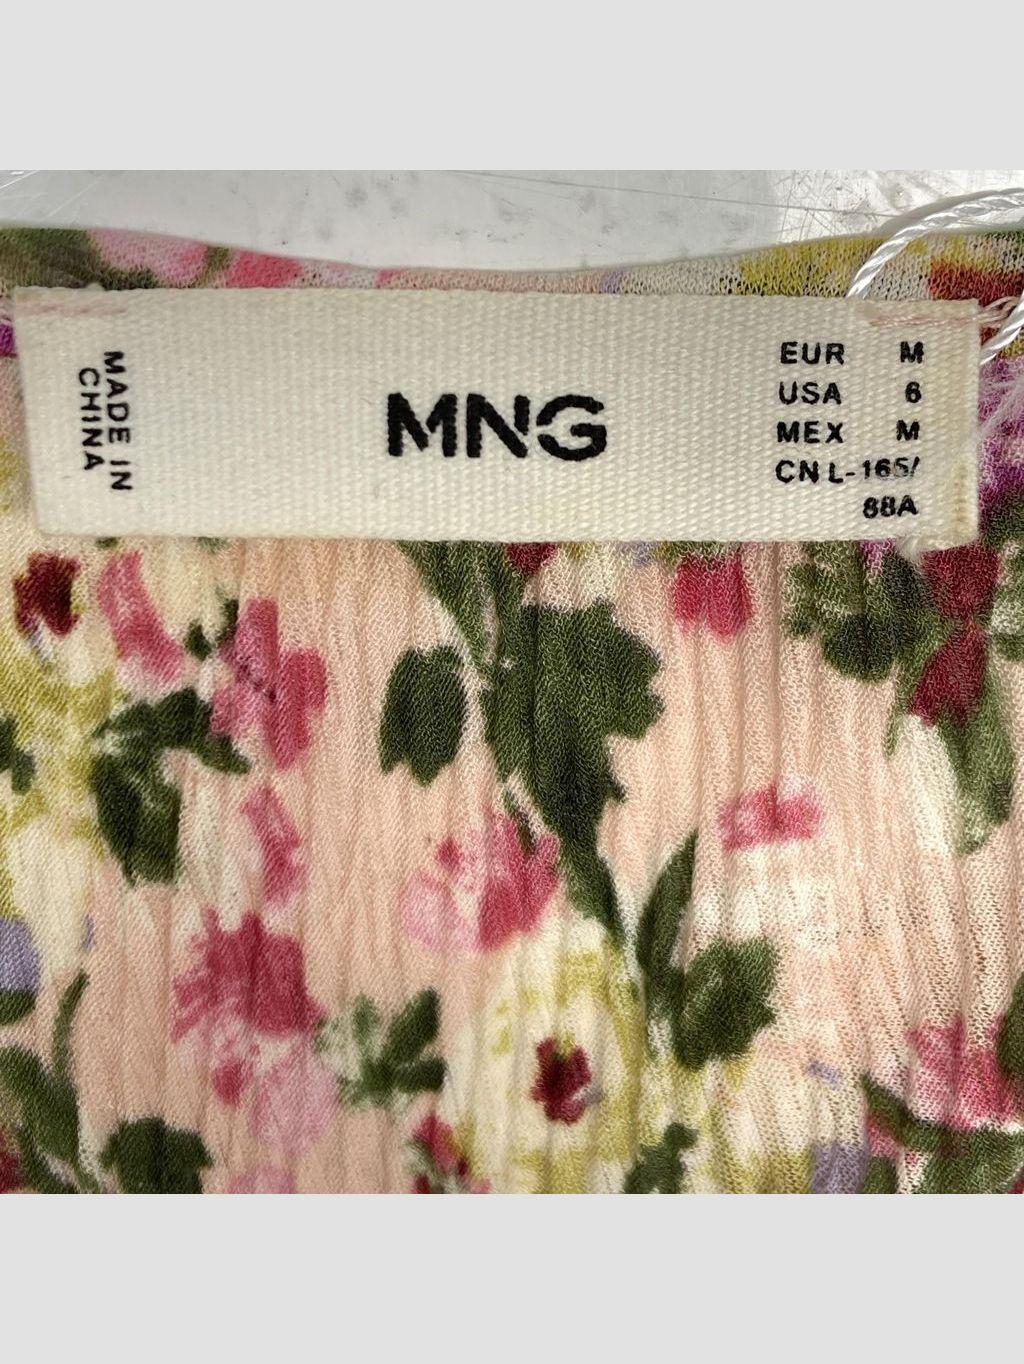 MADE IN
CHINA
MNG
EUR M
USA 6
MEX M
CN L-165/
88A